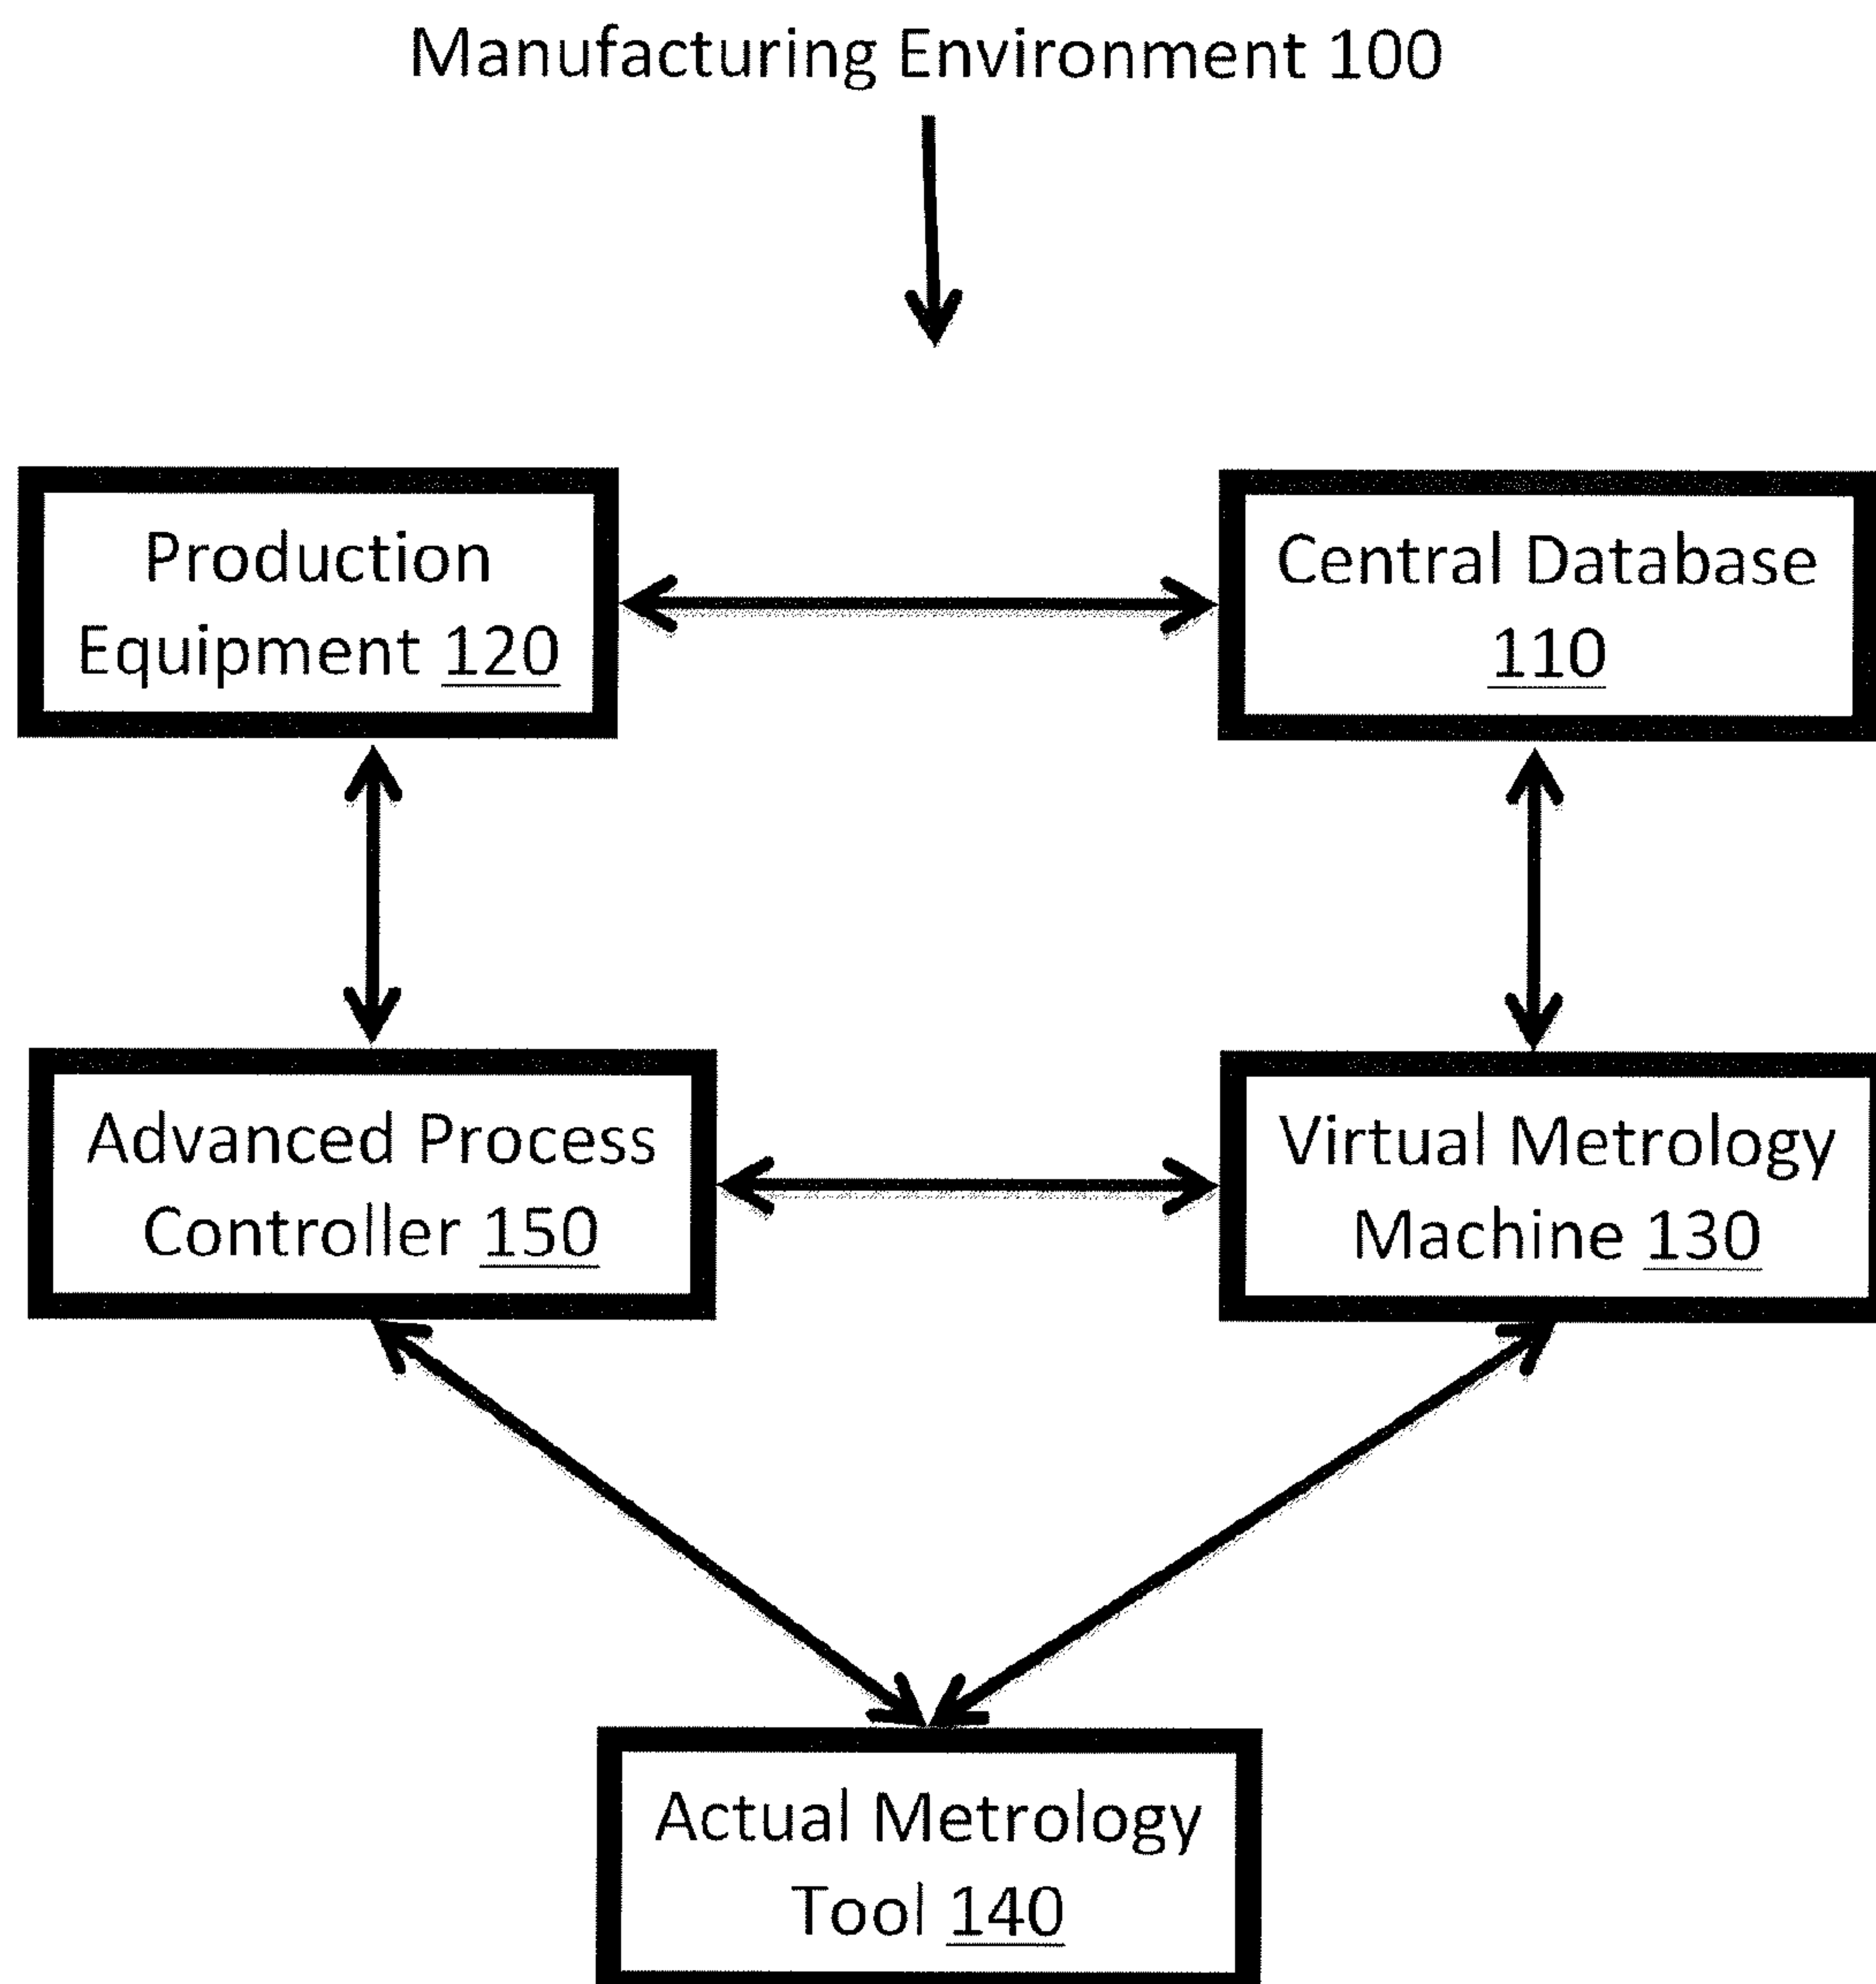 Manufacturing Environment 100
Production
Equipment 120
Central Database
110
Advanced Process
Controller 150
Virtual Metrology
Machine 130
Actual Metrology
Tool 140